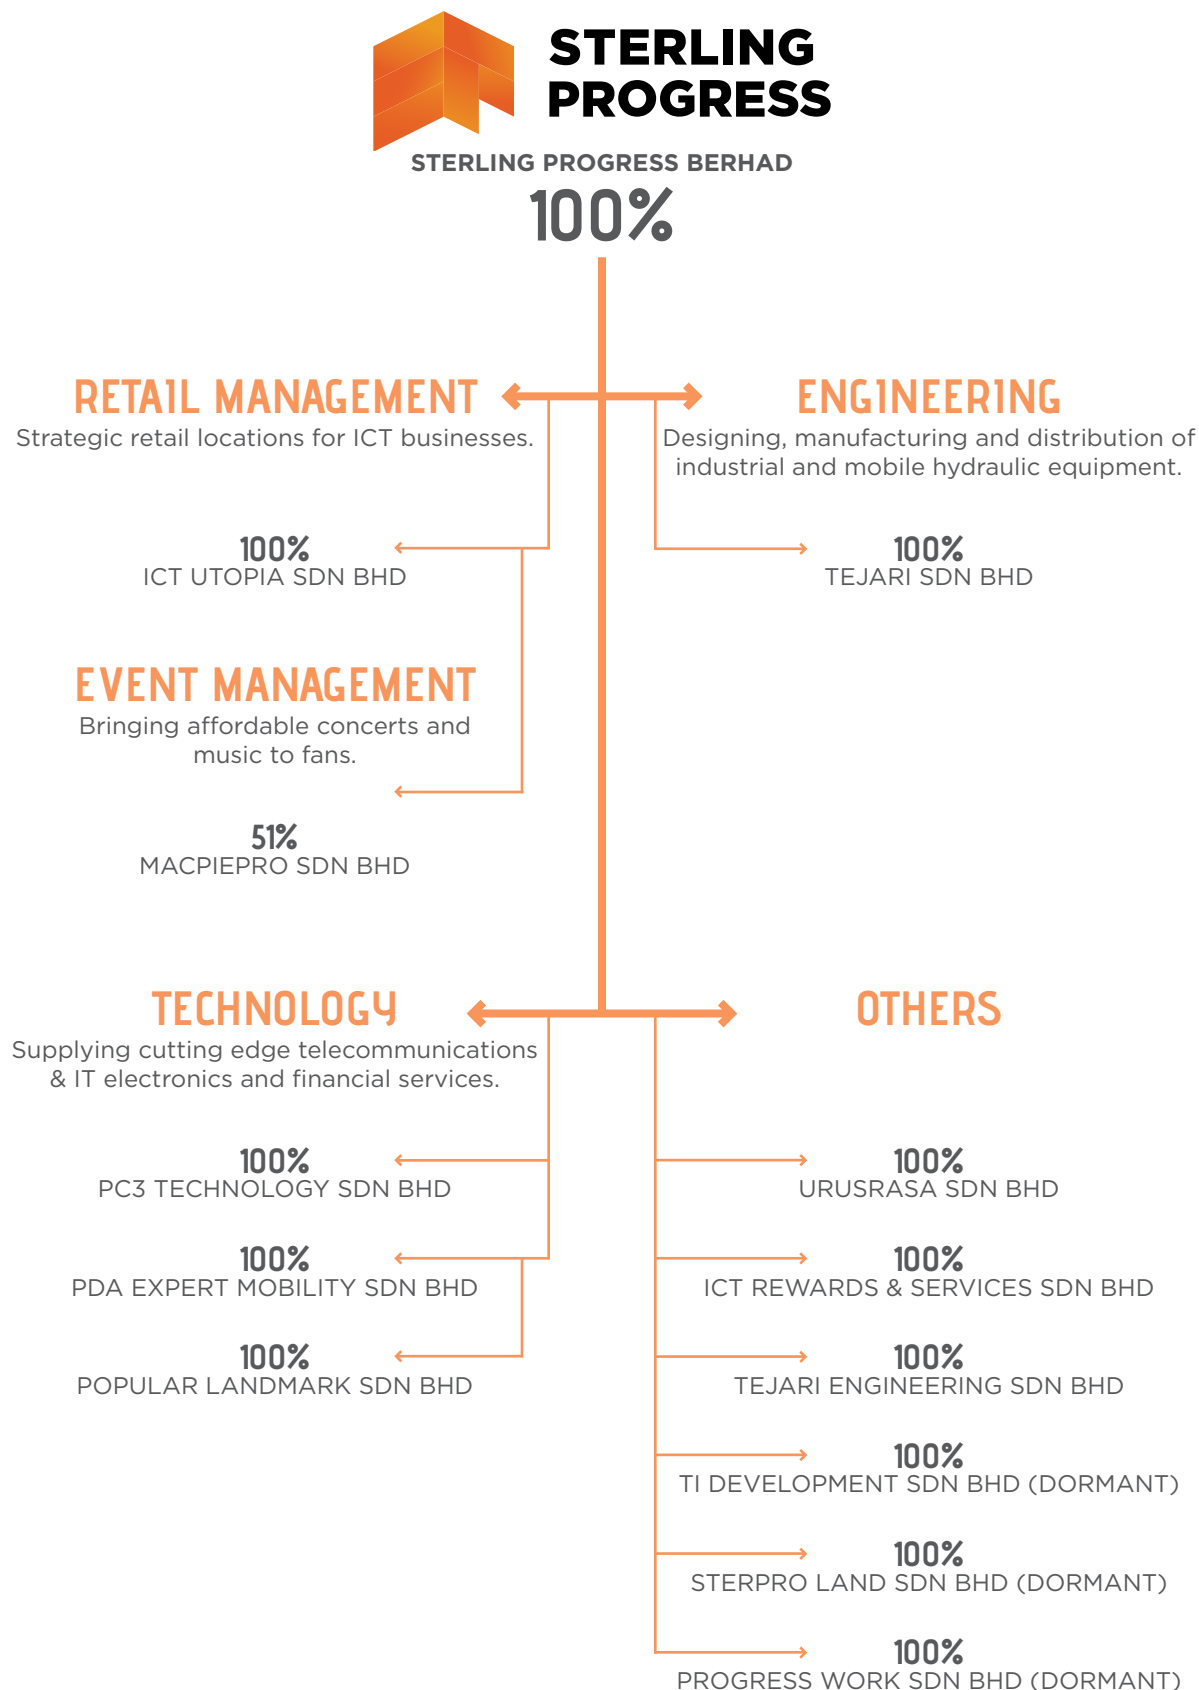 STERLING
PROGRESS
STERLING PROGRESS BERHAD
100%
RETAIL MANAGEMENT
Strategic retail locations for ICT businesses.
100%
ICT UTOPIA SDN BHD
EVENT MANAGEMENT
Bringing affordable concerts and
music to fans.
51%
MACPIEPRO SDN BHD
ENGINEERING
Designing, manufacturing and distribution of
industrial and mobile hydraulic equipment.
100%
TEJARI SDN BHD
TECHNOLOGY
Supplying cutting edge telecommunications
& IT electronics and financial services.
100%
PC3 TECHNOLOGY SDN BHD
100%
PDA EXPERT MOBILITY SDN BHD
100%
POPULAR LANDMARK SDN BHD
OTHERS
100%
URUSRASA SDN BHD
100%
ICT REWARDS & SERVICES SDN BHD
100%
TEJARI ENGINEERING SDN BHD
100%
TI DEVELOPMENT SDN BHD (DORMANT)
100%
STERPRO LAND SDN BHD (DORMANT)
100%
PROGRESS WORK SDN BHD (DORMANT)